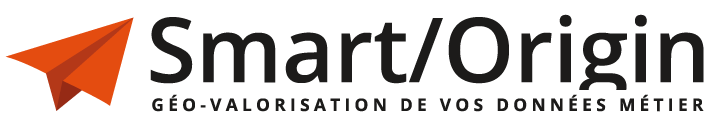 Smart/Origin
GÉO-VALORISATION DE VOS DONNÉES MÉTIER